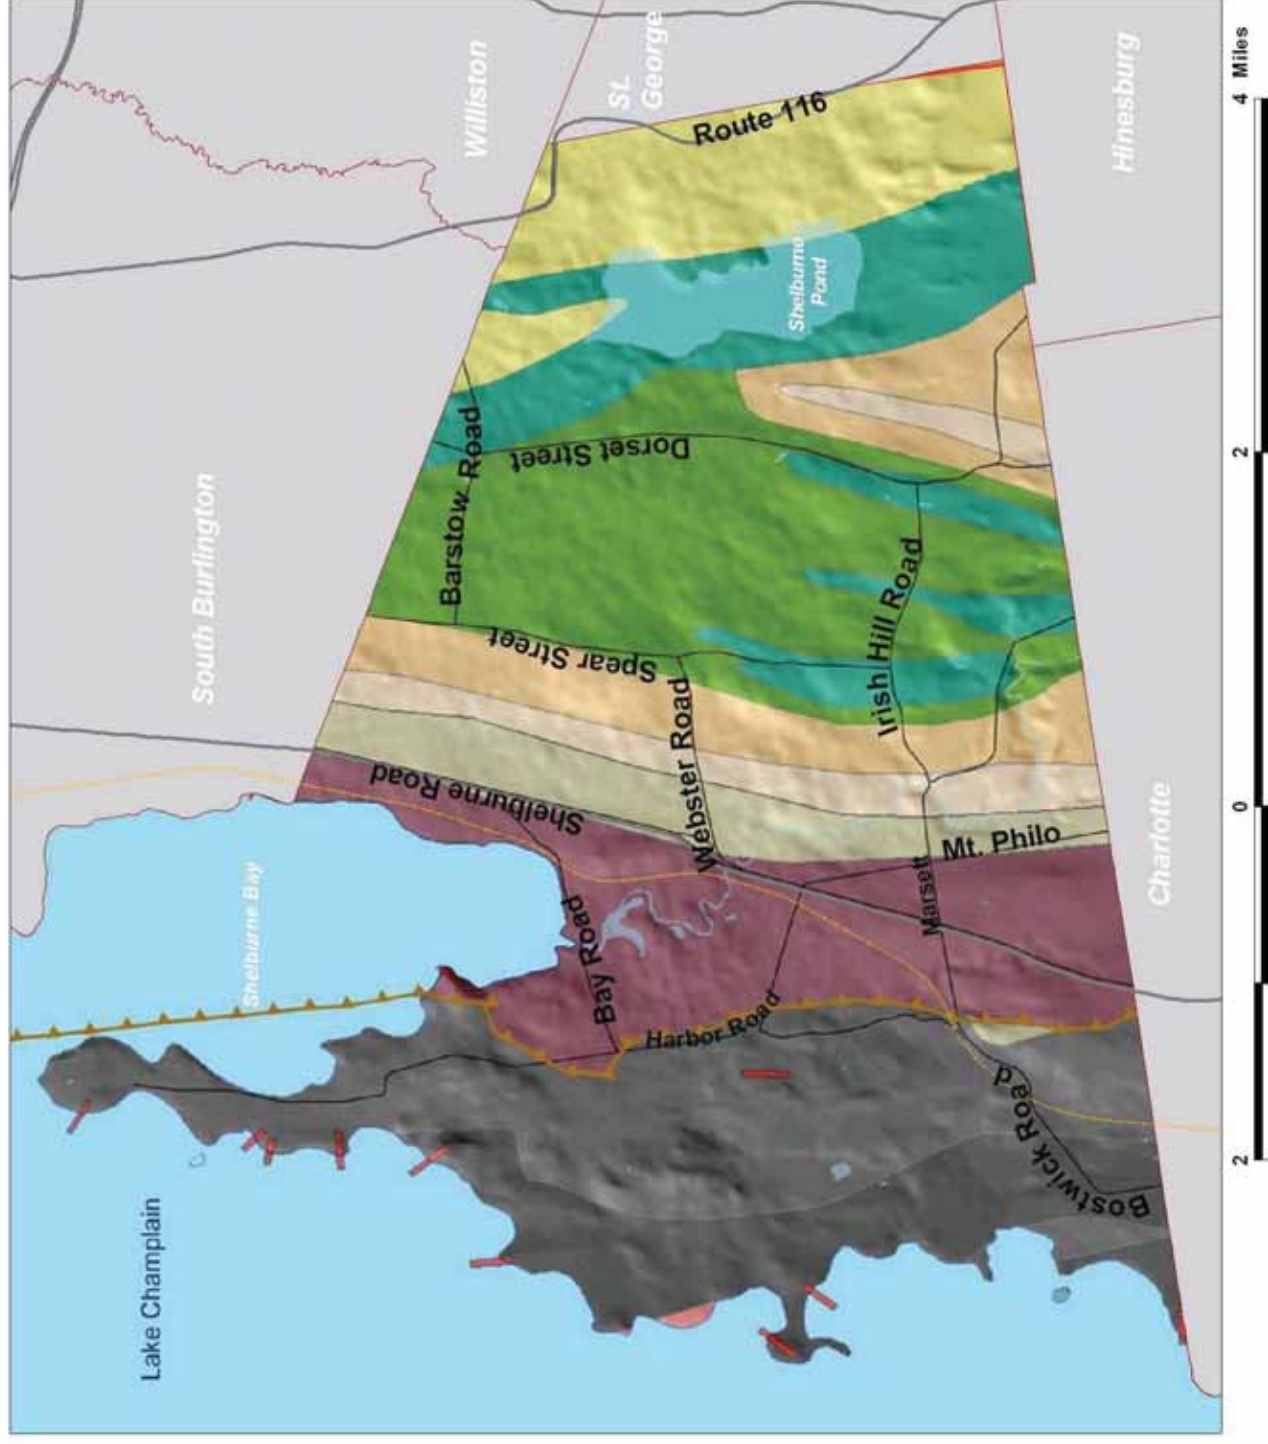 Williston
St.
George
Hinesburg
4 Miles
Route 116
Shelburne
Pond
South Burlington
Barstow Road
Dorset Street
2
Spear Street
Irish Hill Road
Webster Road
Shelburne Road
Mt. Philo
0
Charlotte
Marsett
Shelburne Bay
Bay Road
Harbor Road
Bostwick Road
Lake Champlain
2